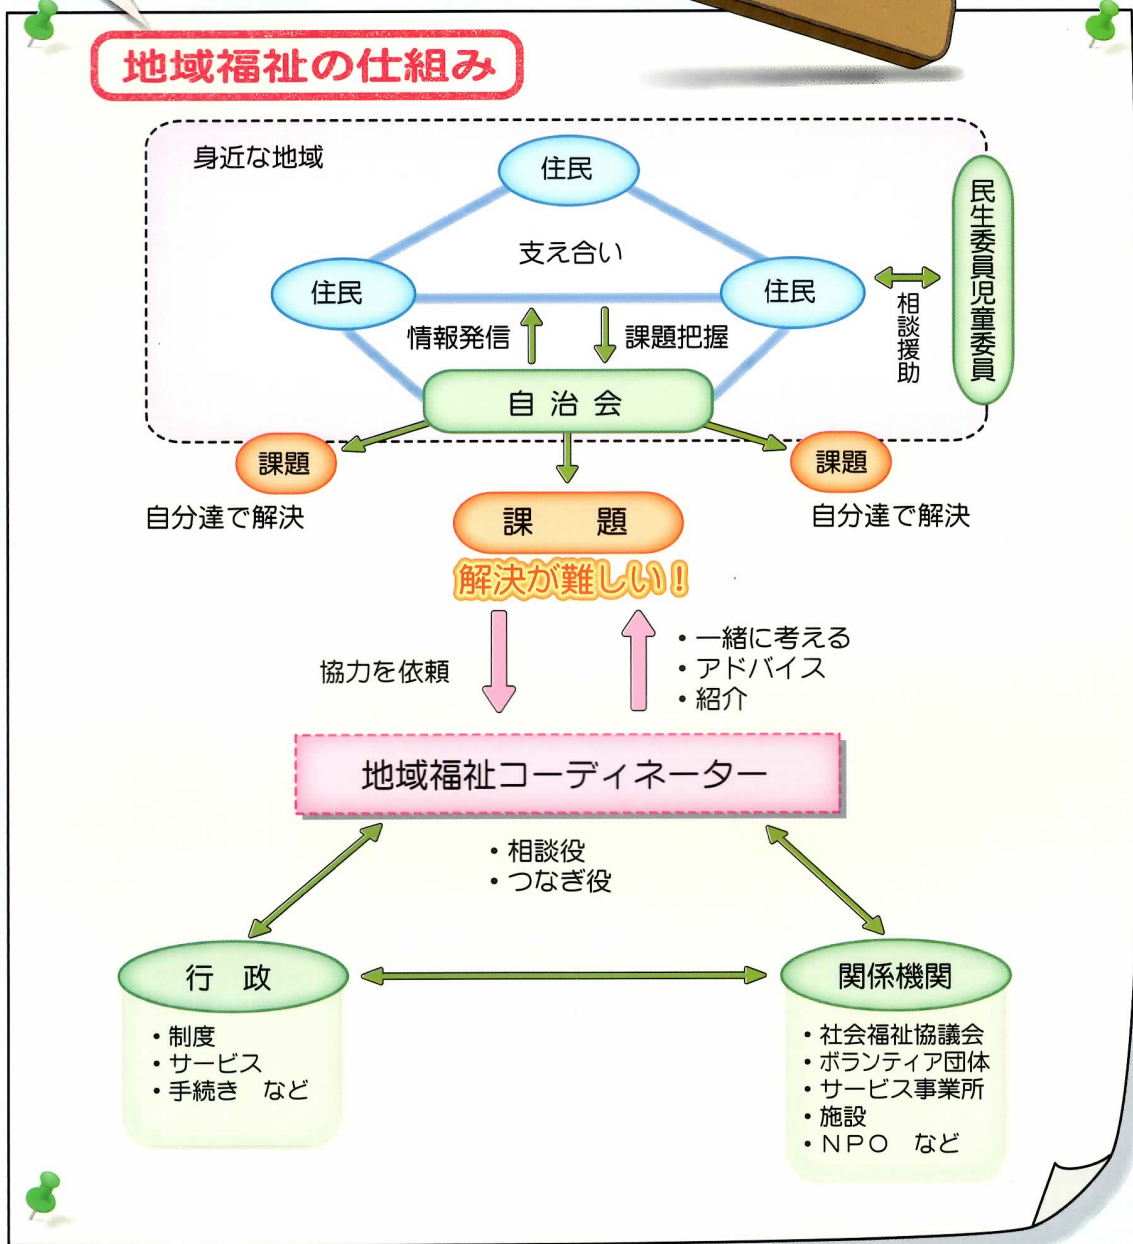 地域福祉の仕組み
身近な地域
住民
支え合い
住民
住民
民生委員児童委員
相談援助
情報発信
課題把握
自治会
課題
自分達で解決
課題
自分達で解決
課　題
解決が難しい！
協力を依頼
・一緒に考える
・アドバイス
・紹介
地域福祉コーディネーター
・相談役
・つなぎ役
行　政
・制度
・サービス
・手続き　など
関係機関
・社会福祉協議会
・ボランティア団体
・サービス事業所
・施設
・ＮＰＯ　など